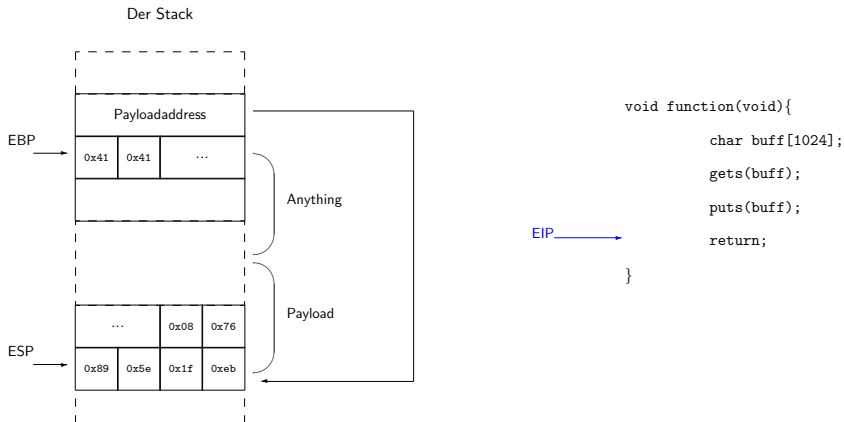 Der Stack
Payloadaddress
EBP
0x41 0x41 ...
Anything
Payload
... 0x08 0x76
ESP
0x89 0x5e 0x1f 0xeb
void function(void){
char buff[1024];
gets(buff);
puts(buff);
EIP
return;
}